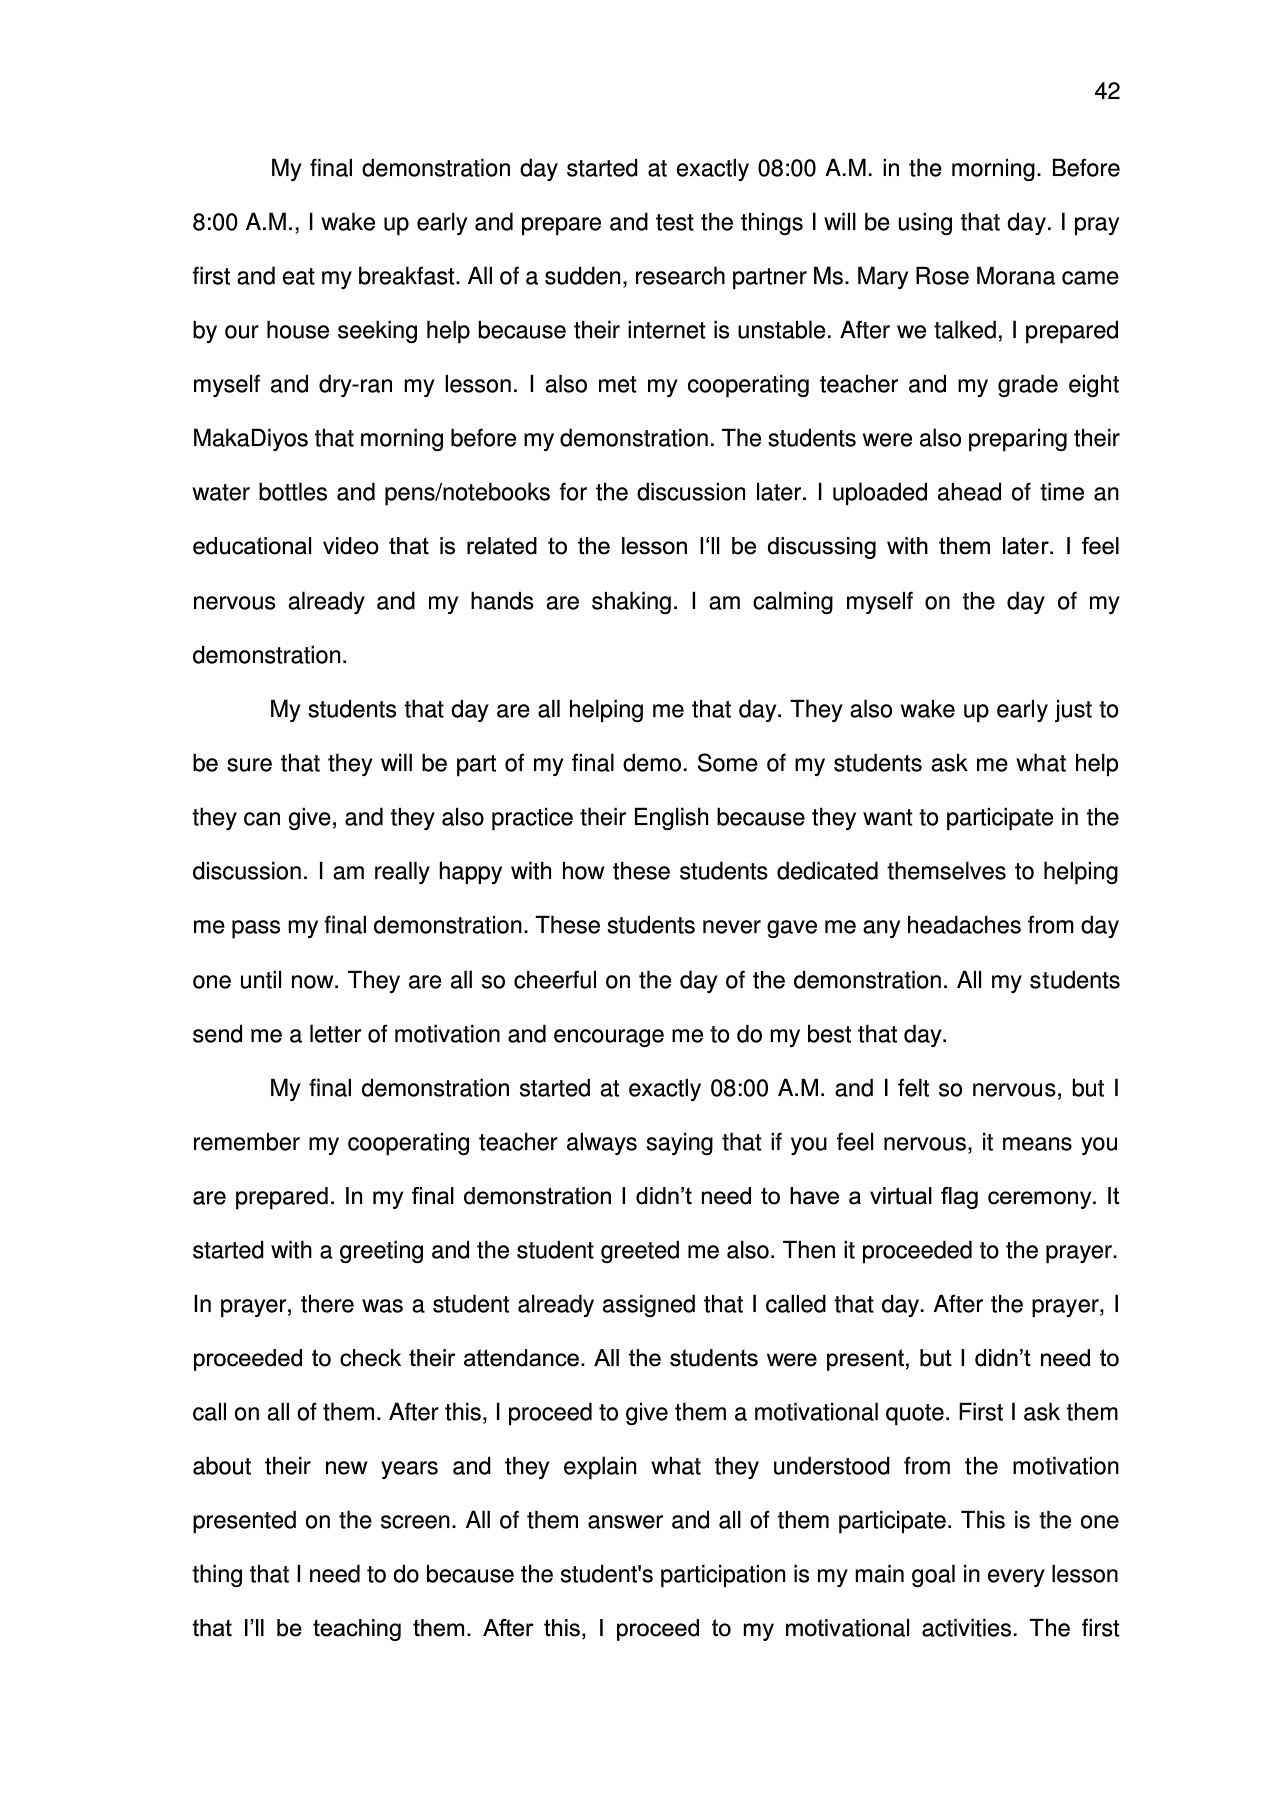 42
My final demonstration day started at exactly 08:00 A.M. in the morning. Before
8:00 A.M., I wake up early and prepare and test the things I will be using that day. I pray
first and eat my breakfast. All of a sudden, research partner Ms. Mary Rose Morana came
by our house seeking help because their internet is unstable. After we talked, I prepared
myself and dry-ran my lesson. I also met my cooperating teacher and my grade eight
MakaDiyos that morning before my demonstration. The students were also preparing their
water bottles and pens/notebooks for the discussion later. I uploaded ahead of time an
educational video that is related to the lesson I‘ll be discussing with them later. I feel
nervous already and my hands are shaking. I am calming myself on the day of my
demonstration.
My students that day are all helping me that day. They also wake up early just to
be sure that they will be part of my final demo. Some of my students ask me what help
they can give, and they also practice their English because they want to participate in the
discussion. I am really happy with how these students dedicated themselves to helping
me pass my final demonstration. These students never gave me any headaches from day
one until now. They are all so cheerful on the day of the demonstration. All my students
send me a letter of motivation and encourage me to do my best that day.
My final demonstration started at exactly 08:00 A.M. and I felt so nervous, but I
remember my cooperating teacher always saying that if you feel nervous, it means you
are prepared. In my final demonstration I didn’t need to have a virtual flag ceremony. It
started with a greeting and the student greeted me also. Then it proceeded to the prayer.
In prayer, there was a student already assigned that I called that day. After the prayer, I
proceeded to check their attendance. All the students were present, but I didn’t need to
call on all of them. After this, I proceed to give them a motivational quote. First I ask them
about their new years and they explain what they understood from the motivation
presented on the screen. All of them answer and all of them participate. This is the one
thing that I need to do because the student's participation is my main goal in every lesson
that I’ll be teaching them. After this, I proceed to my motivational activities. The first